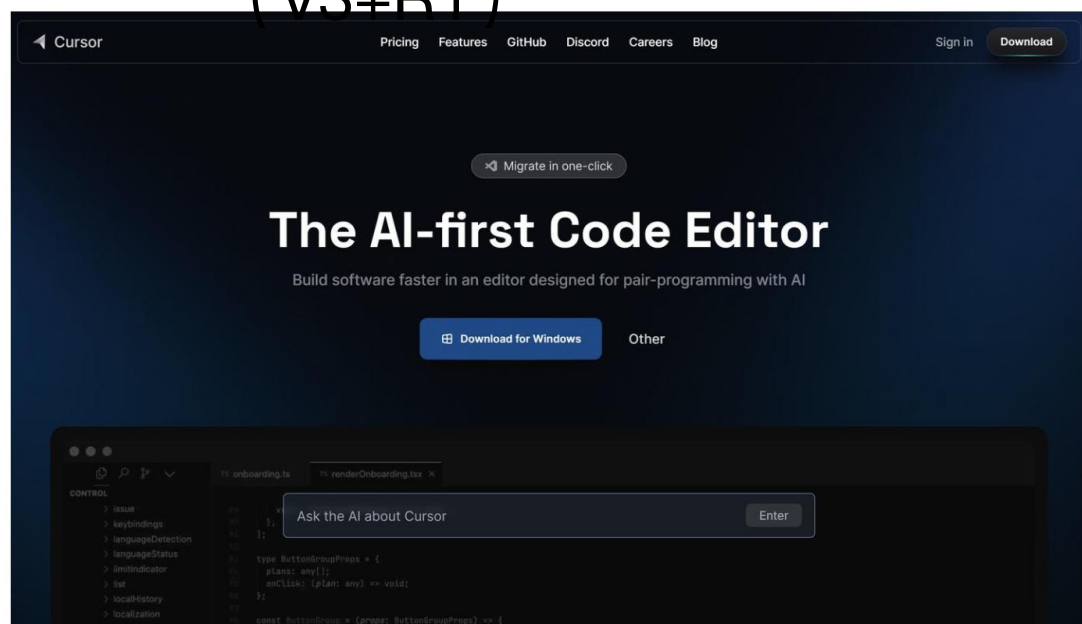 Cursor Pricing Features GitHub Discord Careers Blog Sign in Download
Migrate in one-click
The AI-first Code Editor
Build software faster in an editor designed for pair-programming with AI
Download for Windows Other
TS onboarding.ts TS renderOnboarding.tsx ×
CONTROL
> issue
> keybindings
> languageDetection
> languageStatus
> limitIndicator
> list
> localHistory
> localization
Ask the AI about Cursor Enter
},
];
type ButtonGroupProps = {
plans: any[];
onClick: (plan: any) => void;
};
const ButtonGroup = (props: ButtonGroupProps) => {